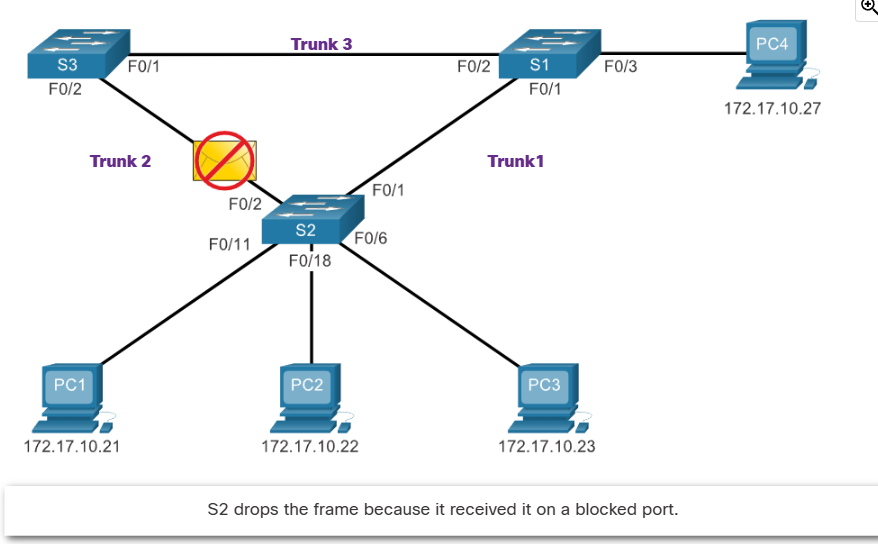 Trunk 3
PC4
S3
F0/1
F0/2
S1
F0/3
F0/2
F0/1
172.17.10.27
Trunk 2
Trunk1
F0/2
F0/1
S2
F0/11
F0/6
F0/18
PC1
PC2
PC3
172.17.10.21
172.17.10.22
172.17.10.23
S2 drops the frame because it received it on a blocked port.